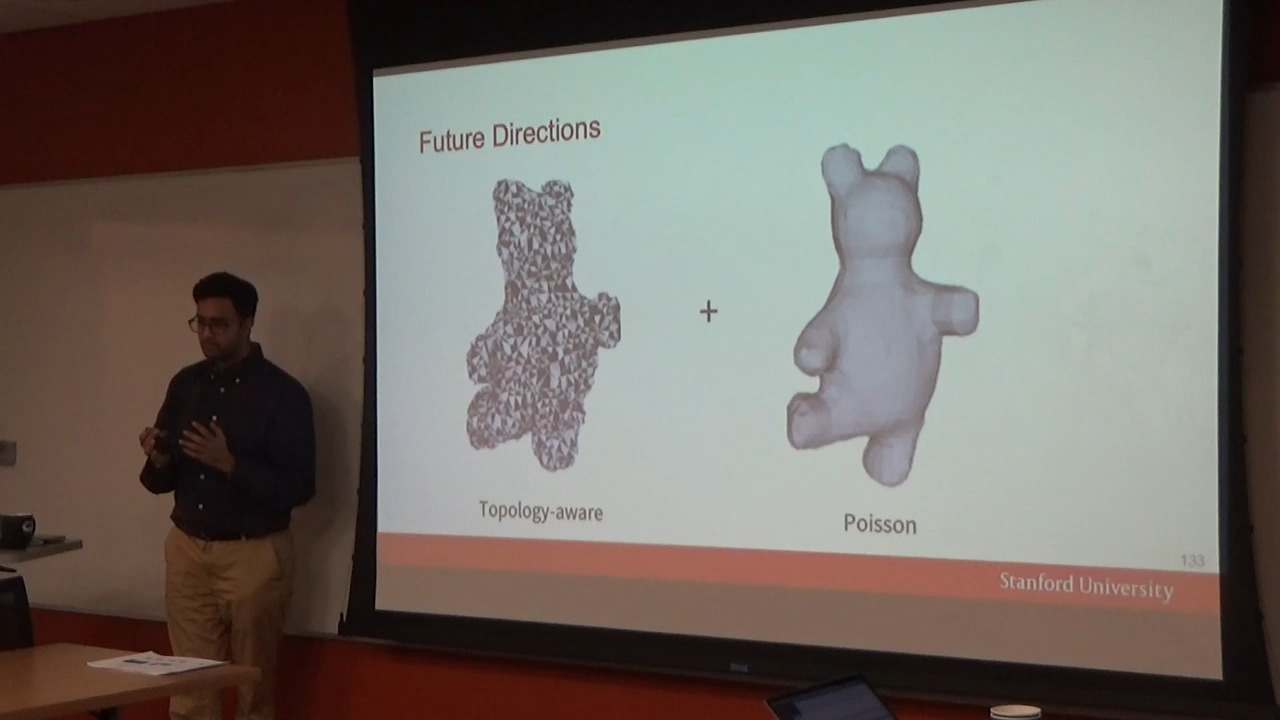 Future Directions
+
Topology-aware
Poisson
133
Stanford University